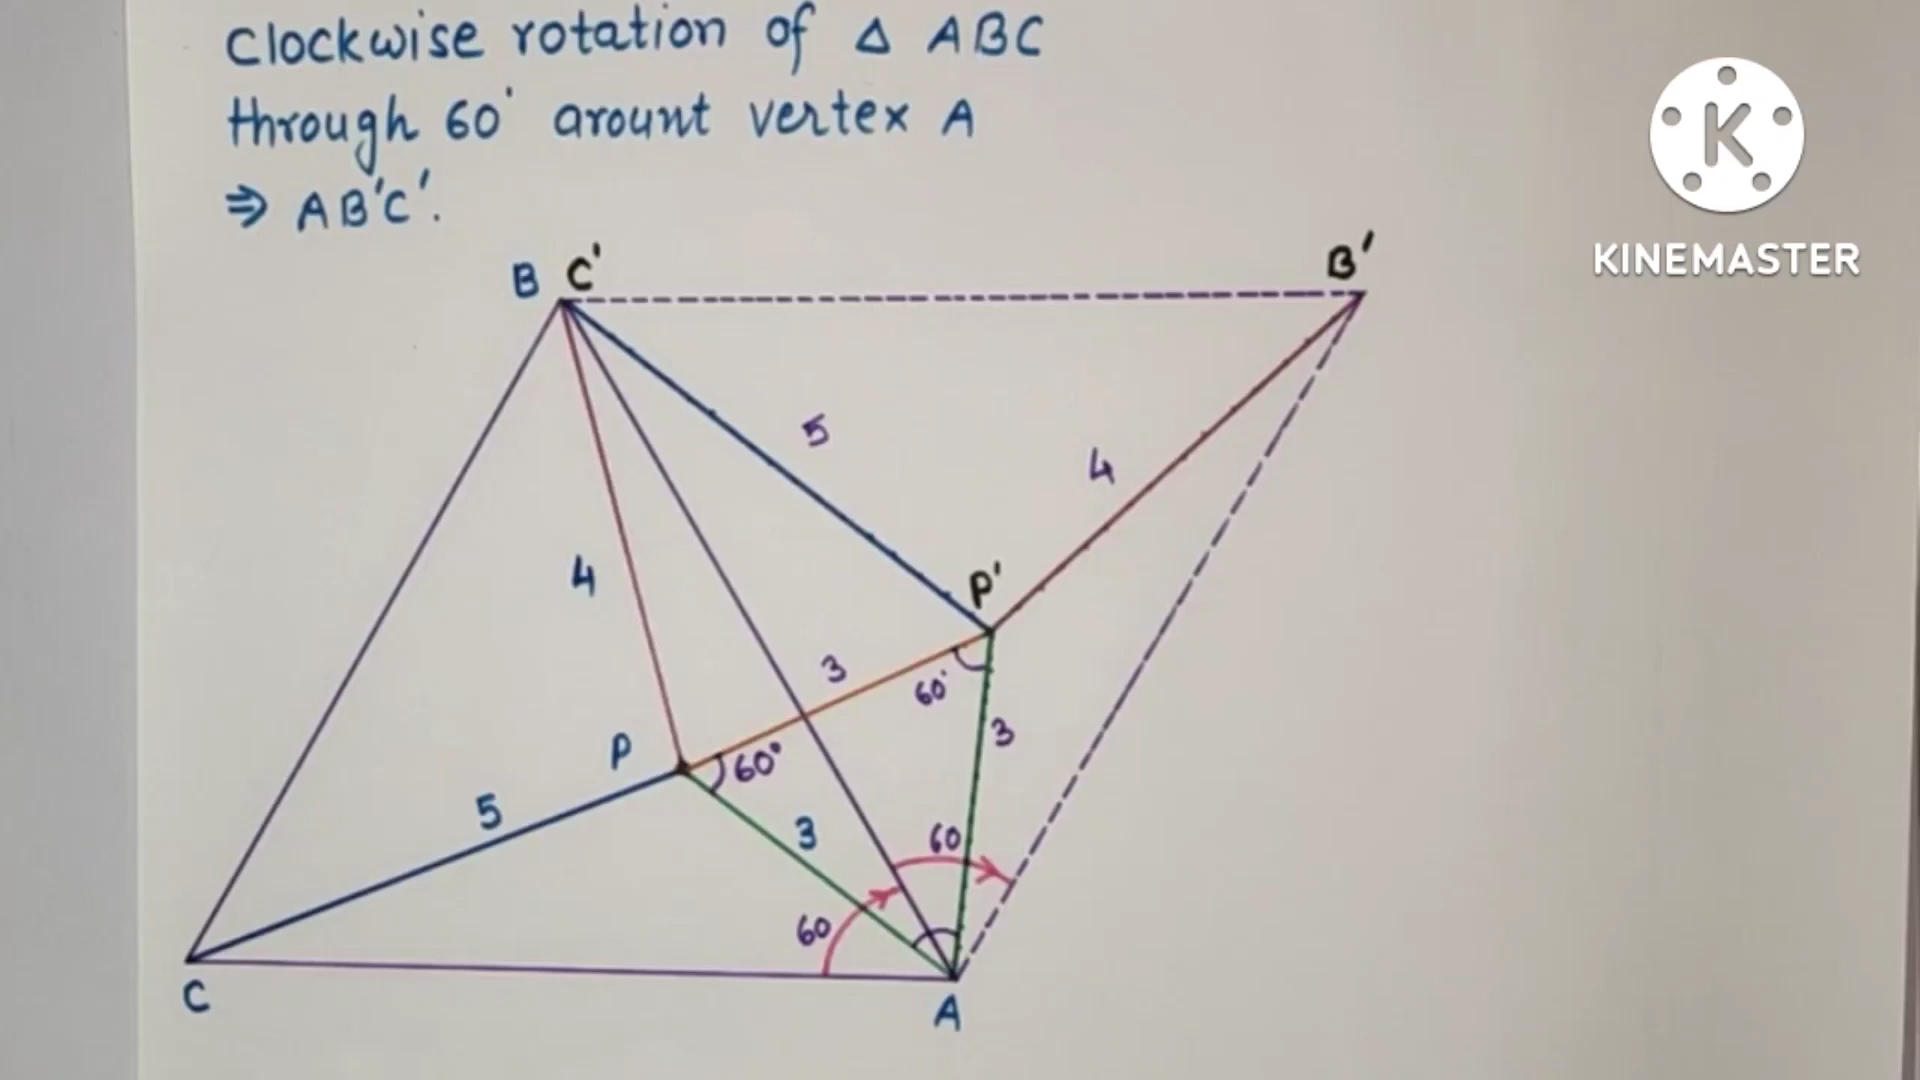 Clockwise rotation of △ ABC
through 60° arount vertex A
⇒ AB'C'.
K
KINEMASTER
B C'
B'
5
4
4
P'
3
60°
3
P
60°
5
3
60
60
C
A